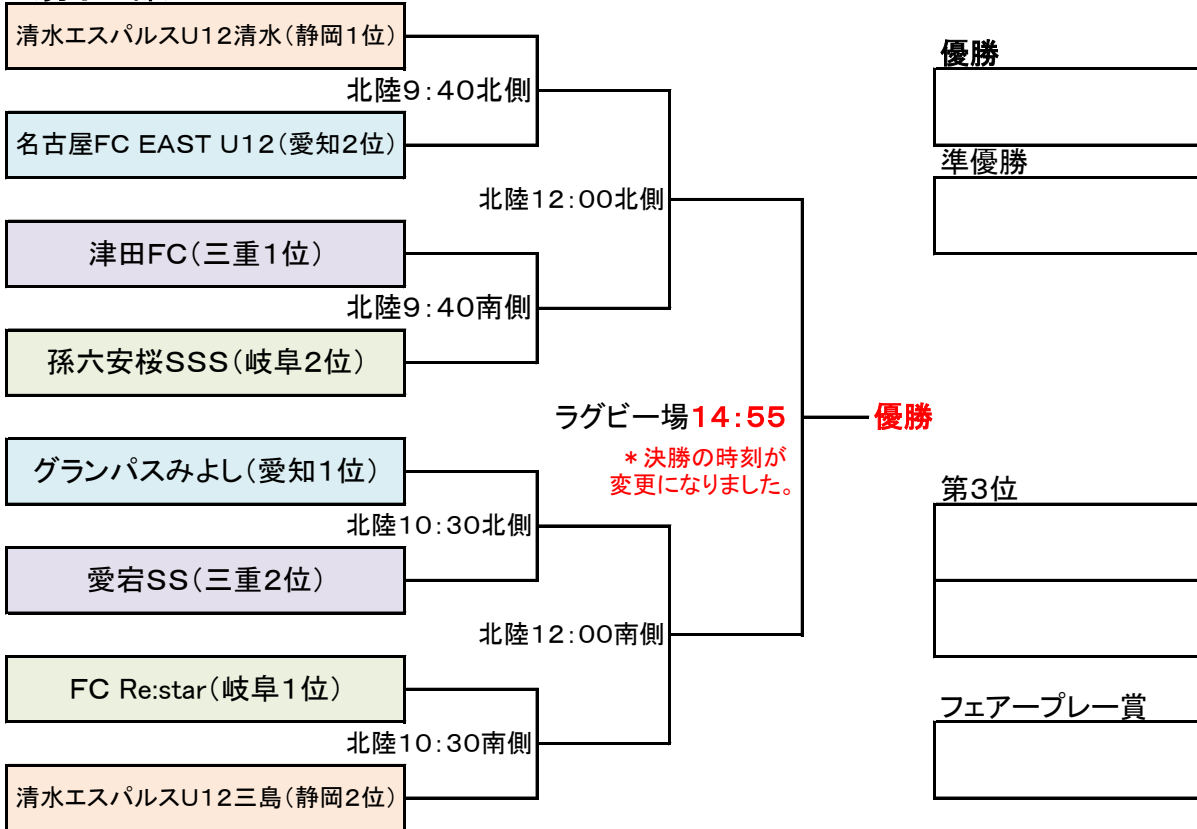 清水エスパルスU12清水(静岡1位)
北陸9:40北側
名古屋FC EAST U12(愛知2位)
北陸12:00北側
津田FC(三重1位)
北陸9:40南側
孫六安桜SSS(岐阜2位)
ラグビー場14:55
優勝
*決勝の時刻が
変更になりました。
グランパスみよし(愛知1位)
北陸10:30北側
愛宕SS(三重2位)
北陸12:00南側
FC Re:star(岐阜1位)
北陸10:30南側
清水エスパルスU12三島(静岡2位)
優勝
準優勝
第3位
フェアープレー賞